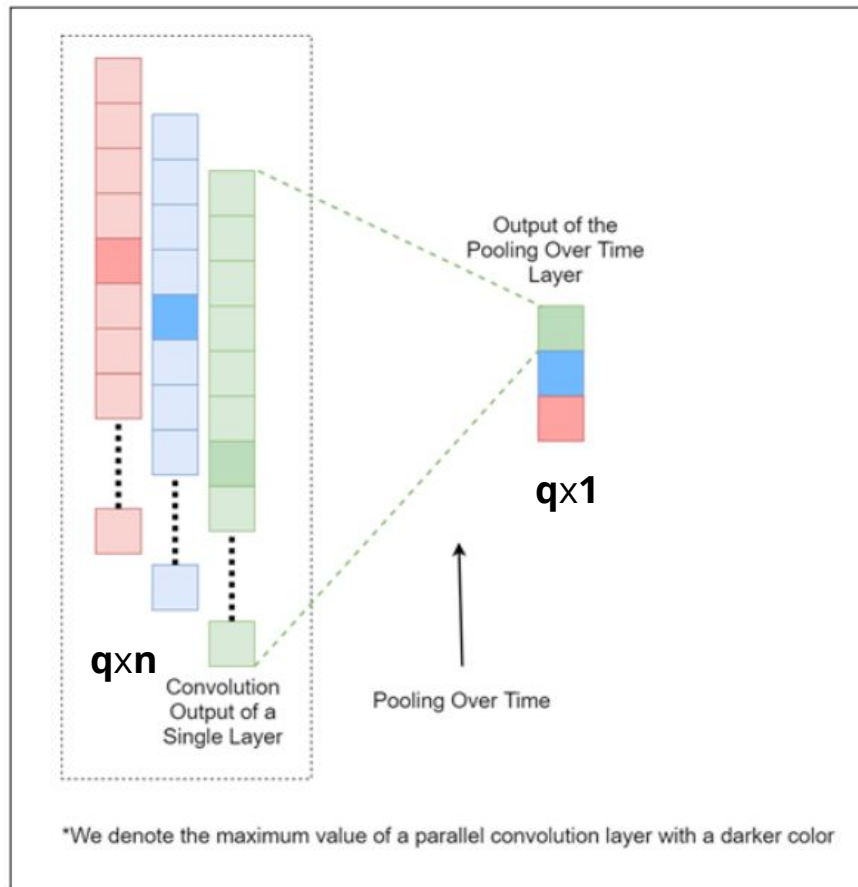 Output of the
Pooling Over Time
Layer
qx1
qxn
Convolution
Output of a
Single Layer
Pooling Over Time
*We denote the maximum value of a parallel convolution layer with a darker color